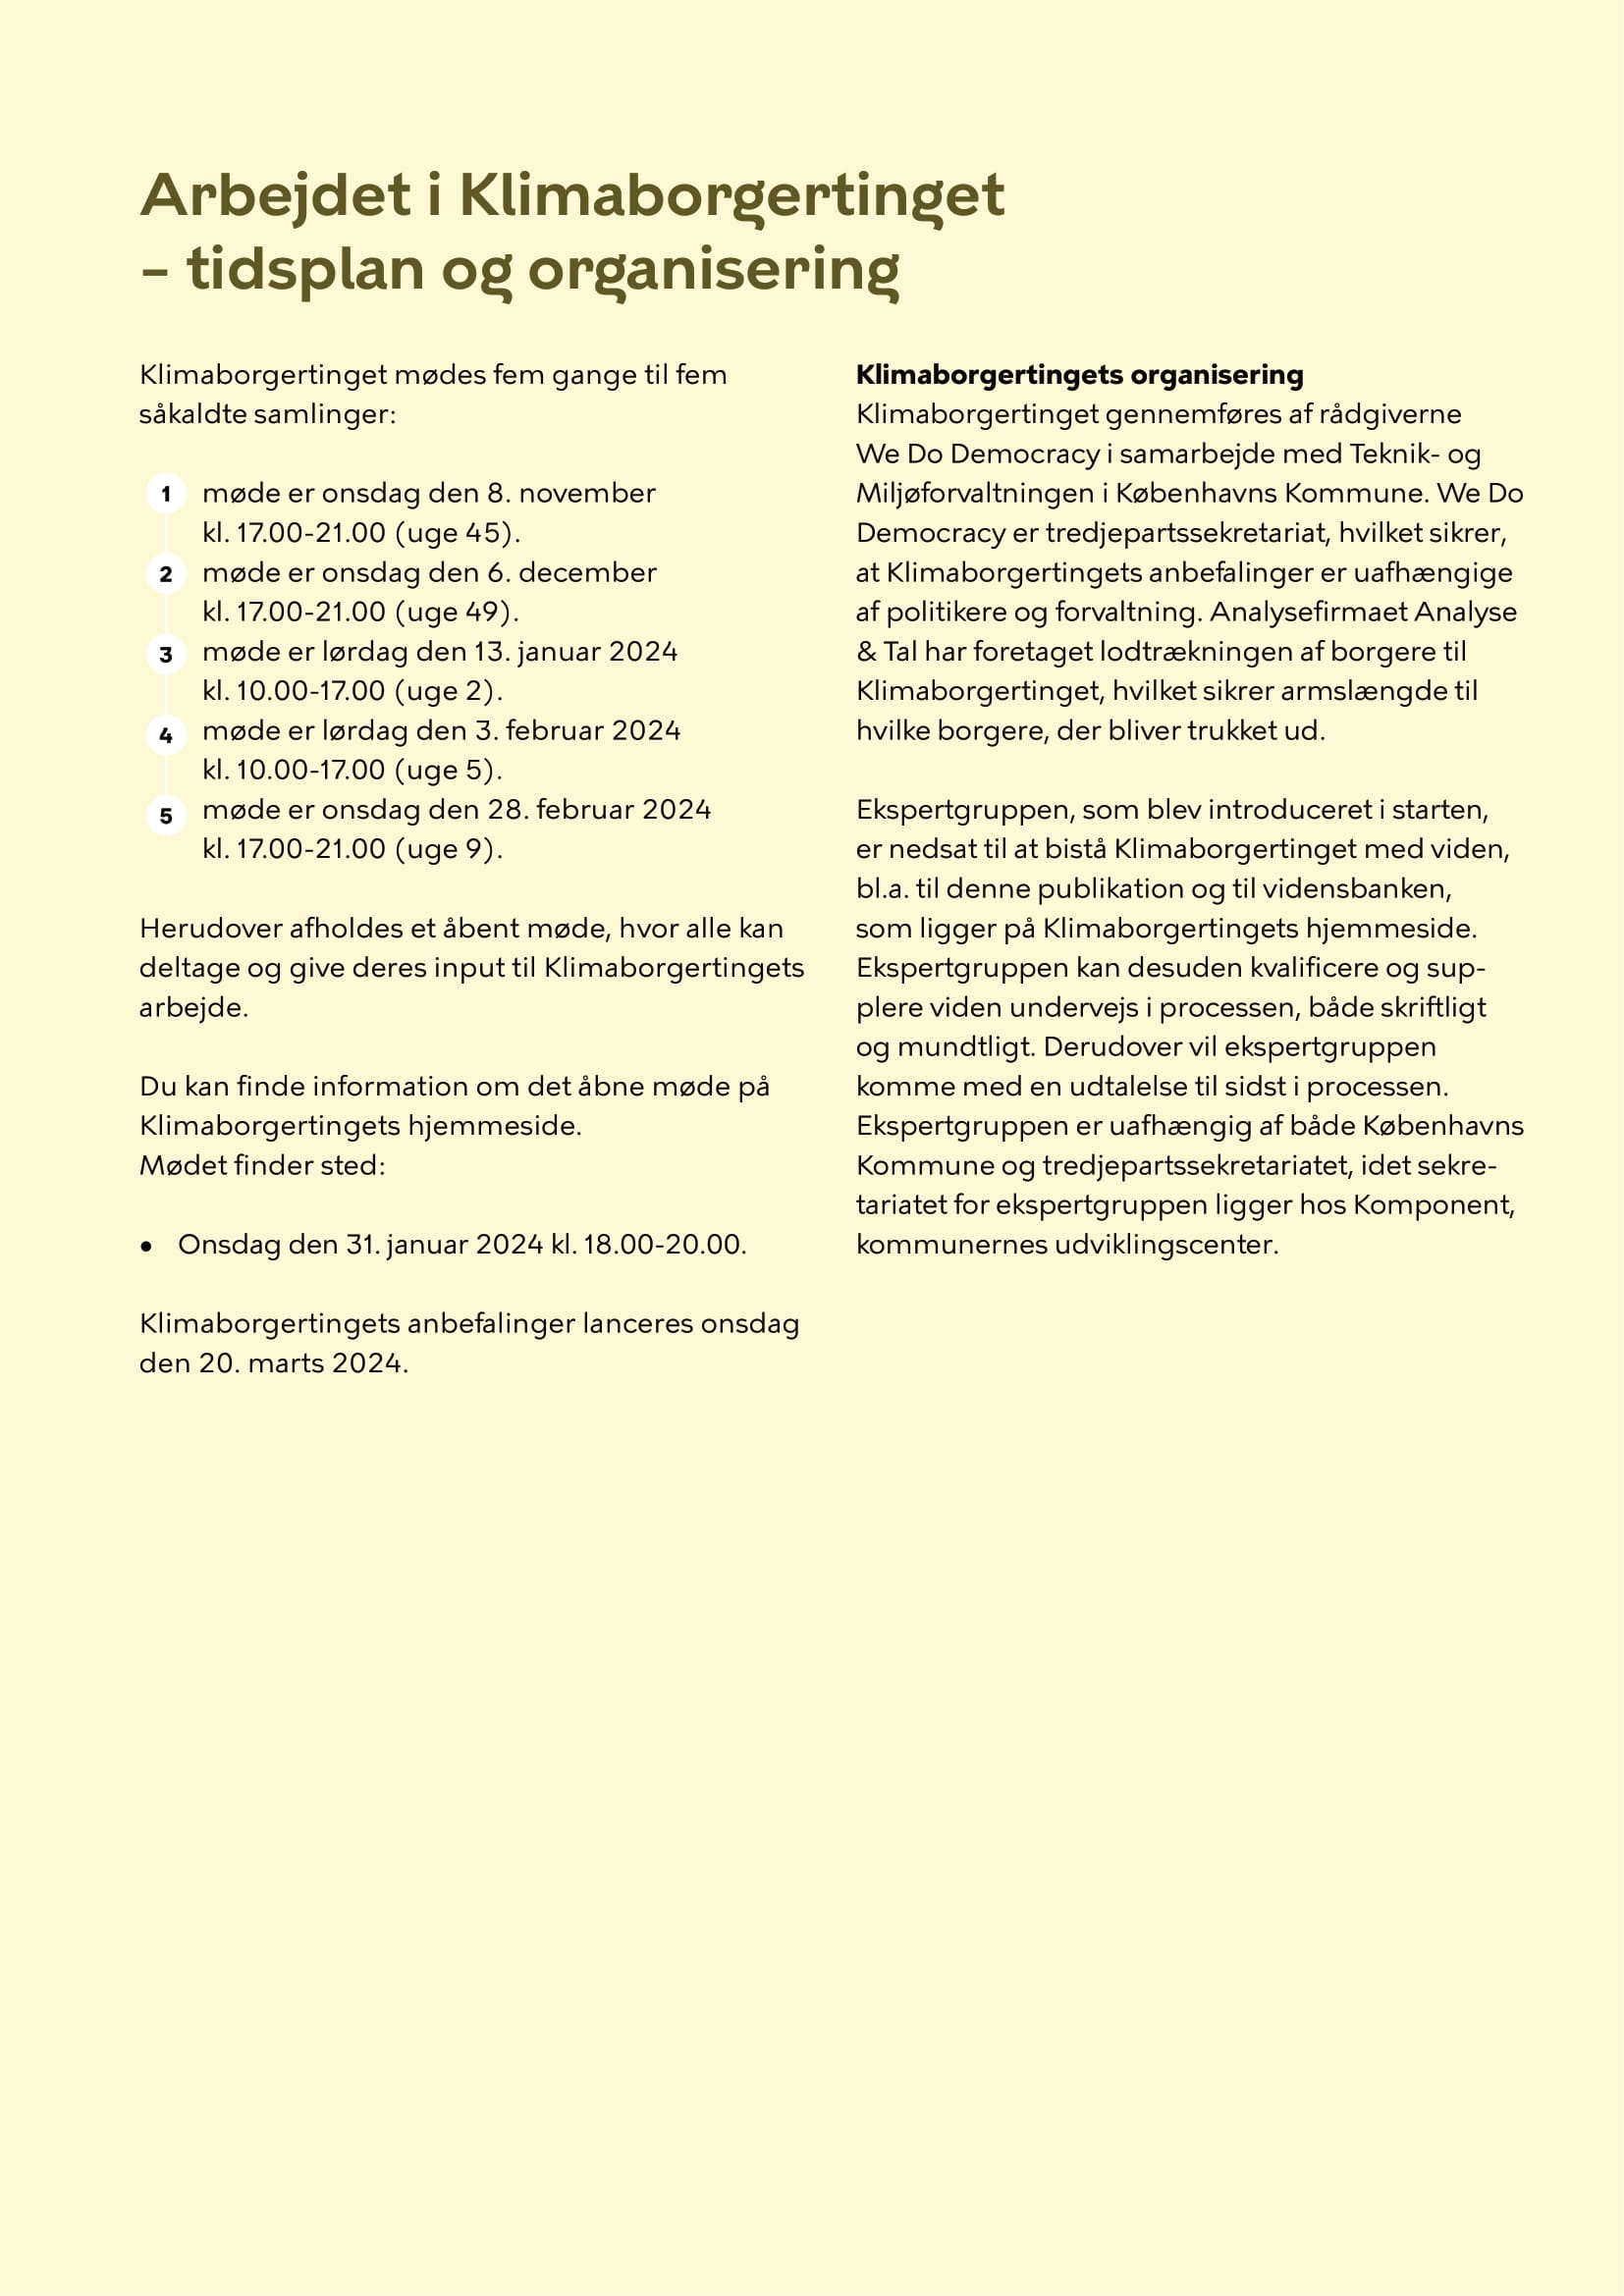 Arbejdet i Klimaborgertinget
– tidsplan og organisering
Klimaborgertinget mødes fem gange til fem
såkaldte samlinger:
1 møde er onsdag den 8. november
kl. 17.00-21.00 (uge 45).
2 møde er onsdag den 6. december
kl. 17.00-21.00 (uge 49).
3 møde er lørdag den 13. januar 2024
kl. 10.00-17.00 (uge 2).
4 møde er lørdag den 3. februar 2024
kl. 10.00-17.00 (uge 5).
5 møde er onsdag den 28. februar 2024
kl. 17.00-21.00 (uge 9).
Herudover afholdes et åbent møde, hvor alle kan
deltage og give deres input til Klimaborgertingets
arbejde.
Du kan finde information om det åbne møde på
Klimaborgertingets hjemmeside.
Mødet finder sted:
• Onsdag den 31. januar 2024 kl. 18.00-20.00.
Klimaborgertingets anbefalinger lanceres onsdag
den 20. marts 2024.
Klimaborgertingets organisering
Klimaborgertinget gennemføres af rådgiverne
We Do Democracy i samarbejde med Teknik- og
Miljøforvaltningen i Københavns Kommune. We Do
Democracy er tredjepartssekretariat, hvilket sikrer,
at Klimaborgertingets anbefalinger er uafhængige
af politikere og forvaltning. Analysefirmaet Analyse
& Tal har foretaget lodtrækningen af borgere til
Klimaborgertinget, hvilket sikrer armslængde til
hvilke borgere, der bliver trukket ud.
Ekspertgruppen, som blev introduceret i starten,
er nedsat til at bistå Klimaborgertinget med viden,
bl.a. til denne publikation og til vidensbanken,
som ligger på Klimaborgertingets hjemmeside.
Ekspertgruppen kan desuden kvalificere og sup-
plere viden undervejs i processen, både skriftligt
og mundtligt. Derudover vil ekspertgruppen
komme med en udtalelse til sidst i processen.
Ekspertgruppen er uafhængig af både Københavns
Kommune og tredjepartssekretariatet, idet sekre-
tariatet for ekspertgruppen ligger hos Komponent,
kommunernes udviklingscenter.